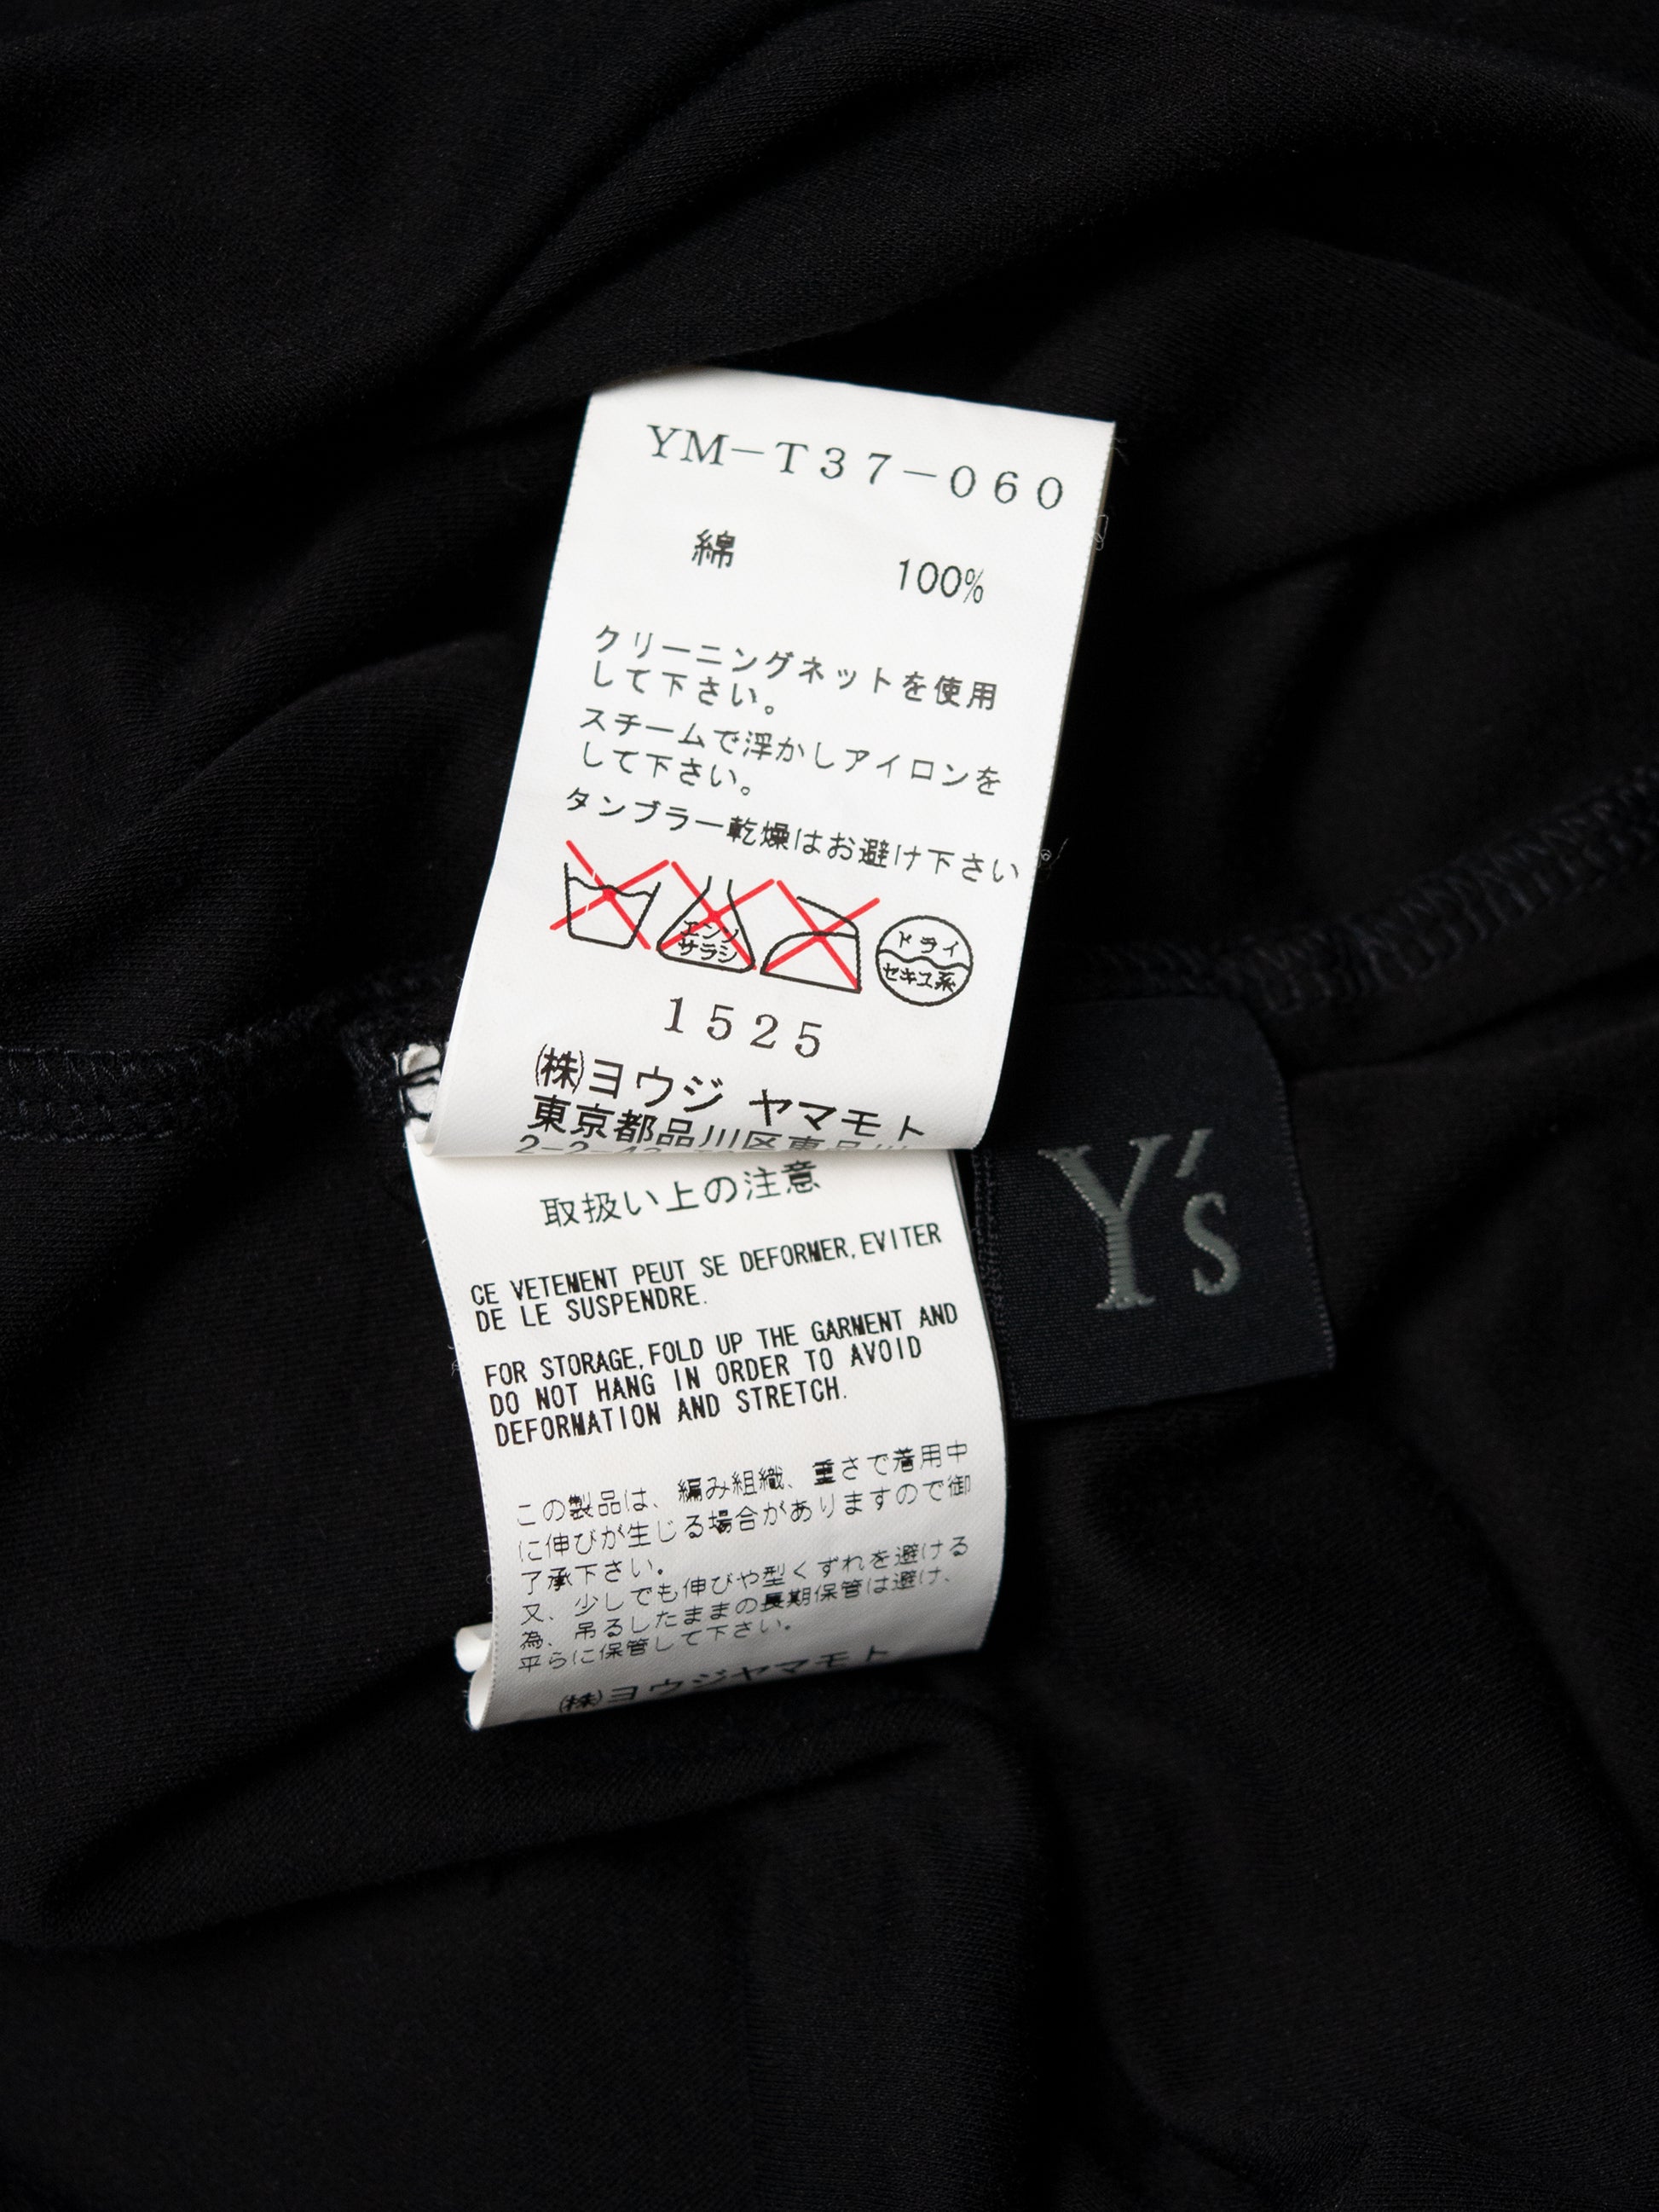 YM-T37-060
綿 100%
クリーニングネットを使用
して下さい。
スチームで浮かしアイロンを
して下さい。
タンブラー乾燥はお避け下さい
エンソ
サラシ
ドライ
セキユ系
1525
㈱ヨウジ ヤマモト
東京都品川区東品川
取扱い上の注意
CE VETEMENT PEUT SE DEFORMER, EVITER
DE LE SUSPENDRE.
FOR STORAGE, FOLD UP THE GARMENT AND
DO NOT HANG IN ORDER TO AVOID
DEFORMATION AND STRETCH.
この製品は、編み組織、重さで着用中
に伸びが生じる場合がありますので御
了承下さい。
又、少しでも伸びや型くずれを避ける
為、吊るしたままの長期保管は避け、
平らに保管して下さい。
㈱ヨウジヤマモト
Y's